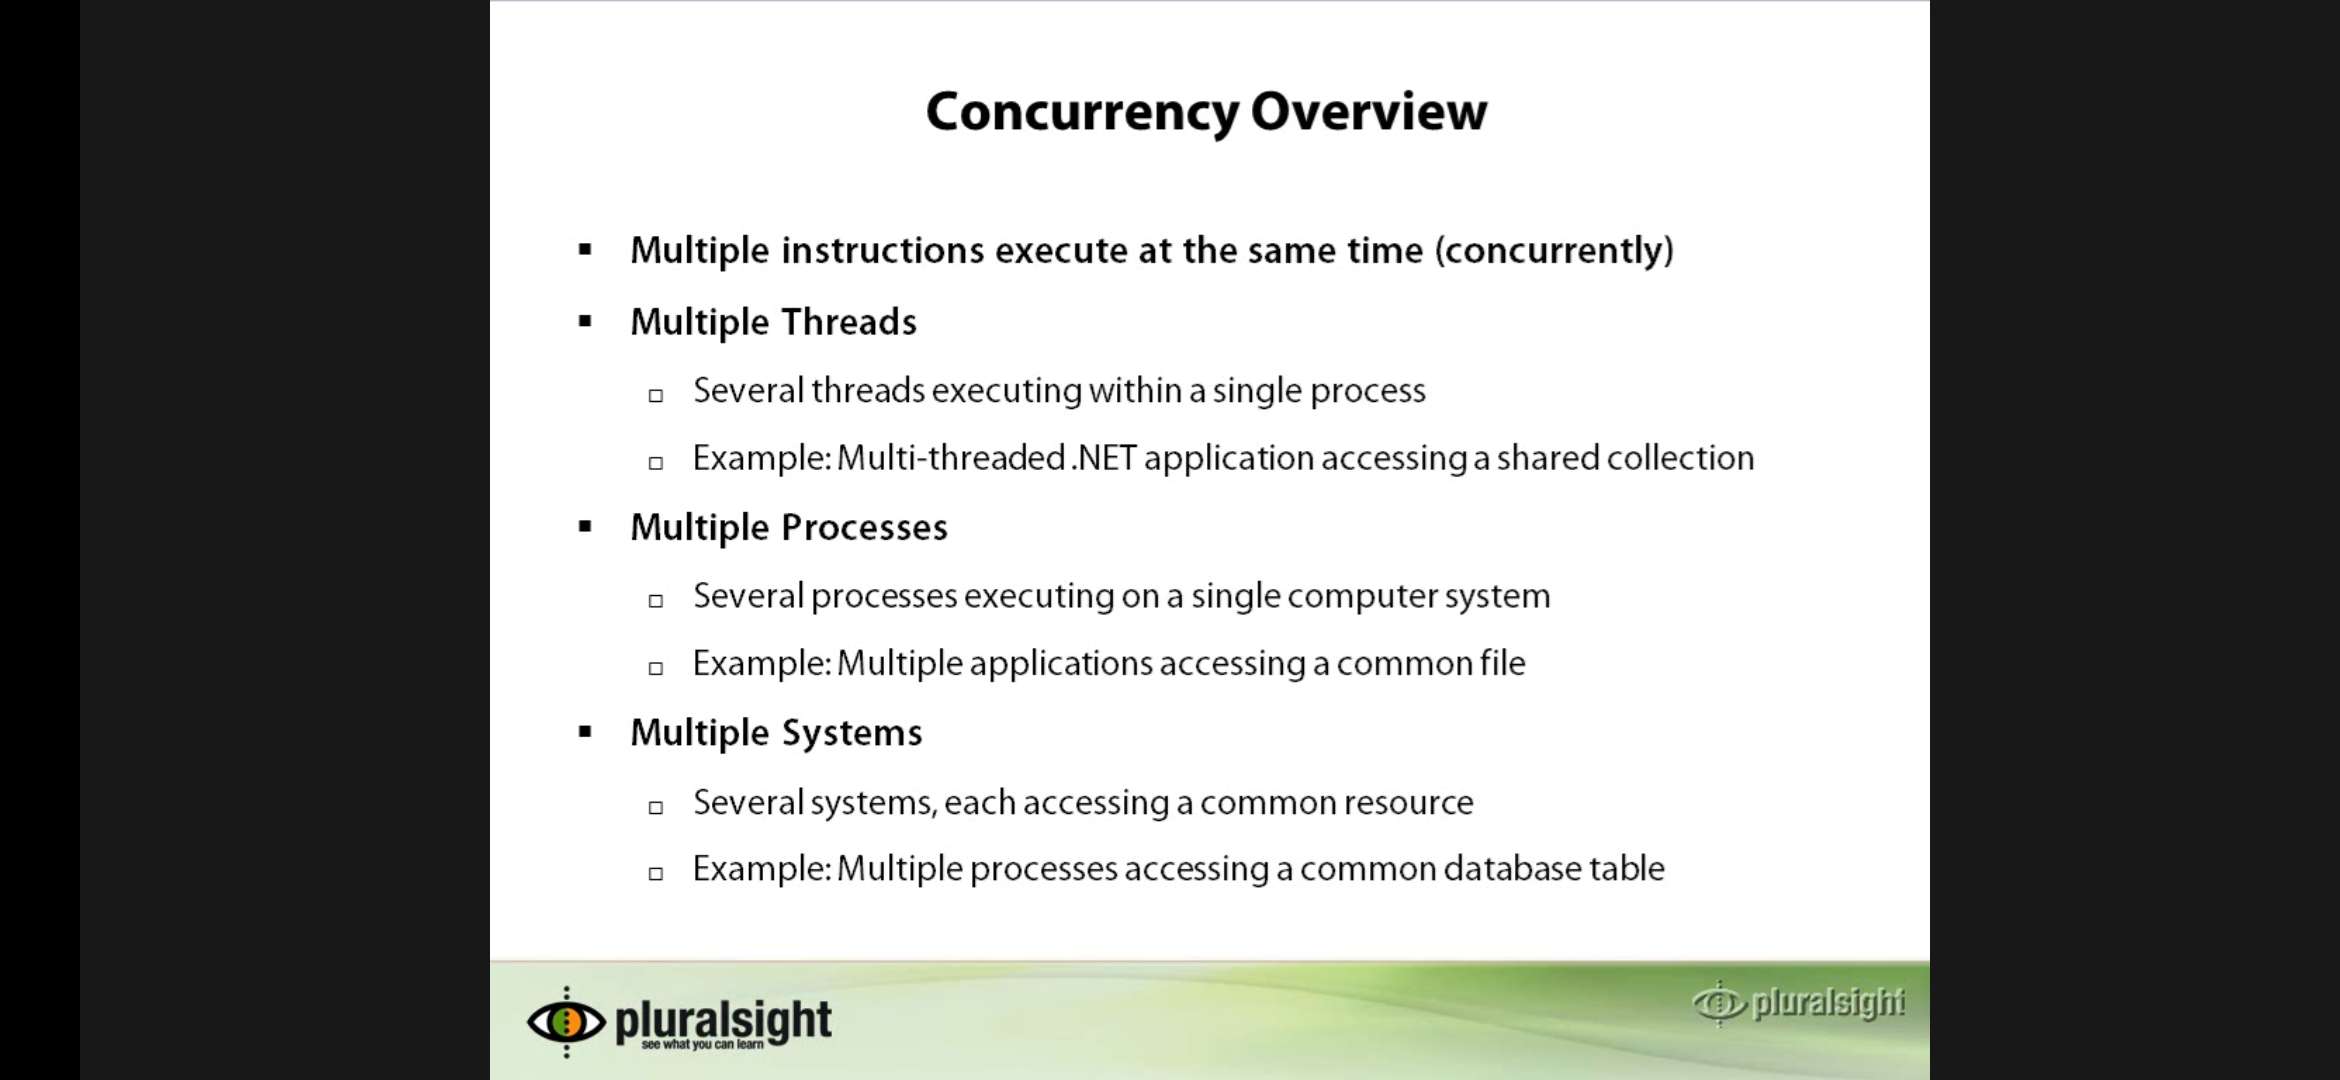 Concurrency Overview
▪ Multiple instructions execute at the same time (concurrently)
▪ Multiple Threads
▫ Several threads executing within a single process
▫ Example: Multi-threaded .NET application accessing a shared collection
▪ Multiple Processes
▫ Several processes executing on a single computer system
▫ Example: Multiple applications accessing a common file
▪ Multiple Systems
▫ Several systems, each accessing a common resource
▫ Example: Multiple processes accessing a common database table
pluralsight
see what you can learn
pluralsight